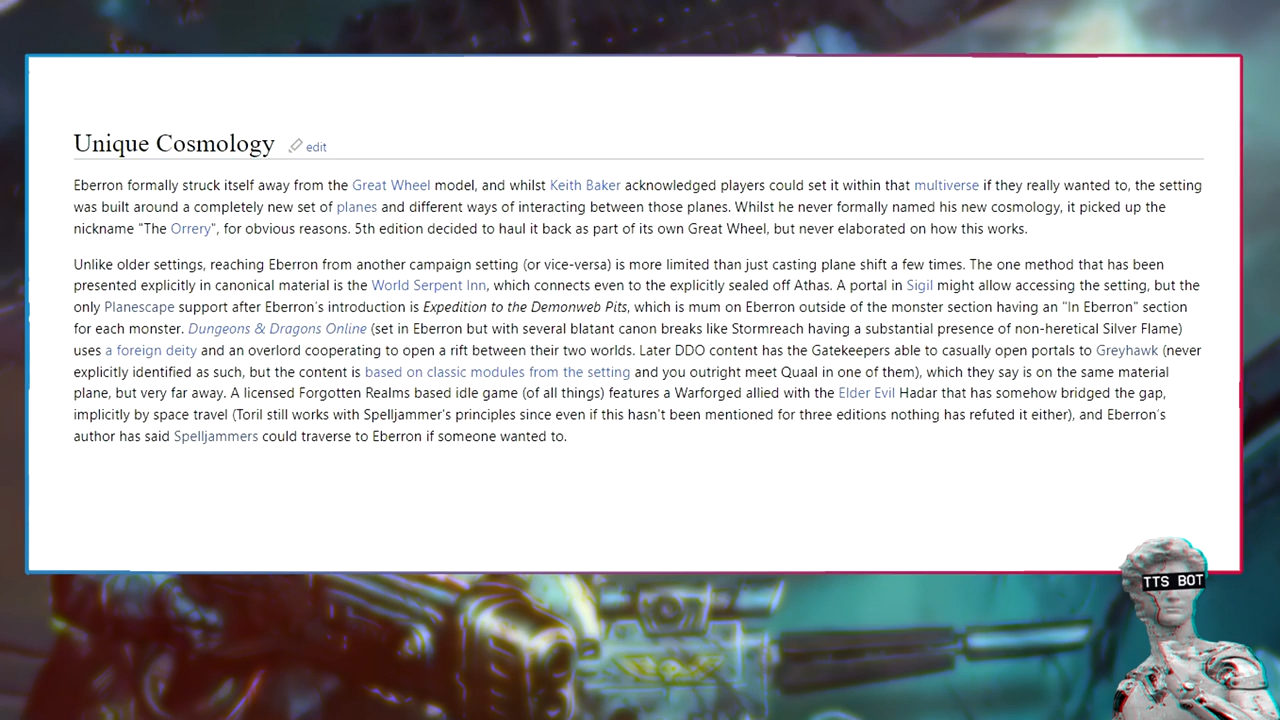 Unique Cosmology edit
Eberron formally struck itself away from the Great Wheel model, and whilst Keith Baker acknowledged players could set it within that multiverse if they really wanted to, the setting
was built around a completely new set of planes and different ways of interacting between those planes. Whilst he never formally named his new cosmology, it picked up the
nickname "The Orrery", for obvious reasons. 5th edition decided to haul it back as part of its own Great Wheel, but never elaborated on how this works.
Unlike older settings, reaching Eberron from another campaign setting (or vice-versa) is more limited than just casting plane shift a few times. The one method that has been
presented explicitly in canonical material is the World Serpent Inn, which connects even to the explicitly sealed off Athas. A portal in Sigil might allow accessing the setting, but the
only Planescape support after Eberron's introduction is Expedition to the Demonweb Pits, which is mum on Eberron outside of the monster section having an "In Eberron" section
for each monster. Dungeons & Dragons Online (set in Eberron but with several blatant canon breaks like Stormreach having a substantial presence of non-heretical Silver Flame)
uses a foreign deity and an overlord cooperating to open a rift between their two worlds. Later DDO content has the Gatekeepers able to casually open portals to Greyhawk (never
explicitly identified as such, but the content is based on classic modules from the setting and you outright meet Quaal in one of them), which they say is on the same material
plane, but very far away. A licensed Forgotten Realms based idle game (of all things) features a Warforged allied with the Elder Evil Hadar that has somehow bridged the gap,
implicitly by space travel (Toril still works with Spelljammer's principles since even if this hasn't been mentioned for three editions nothing has refuted it either), and Eberron's
author has said Spelljammers could traverse to Eberron if someone wanted to.
TTS BOT